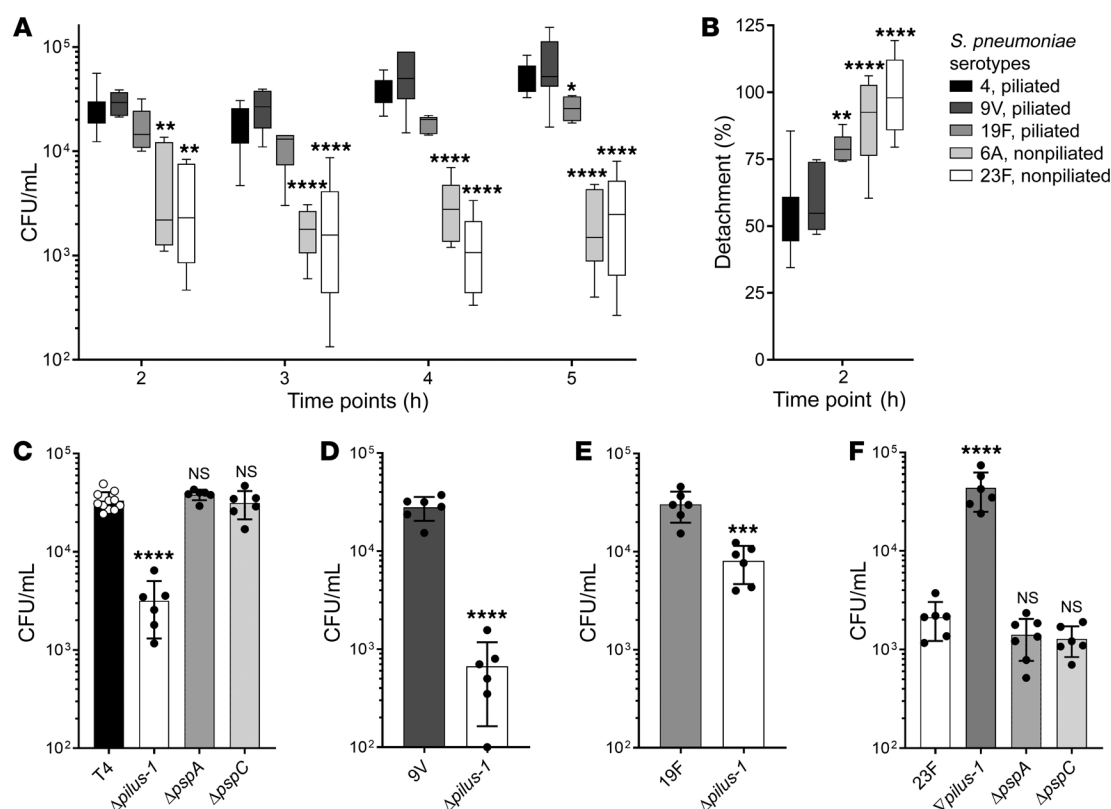 A
CFU/mL
10⁵
10⁴
10³
10²
** ** **** **** **** **** * **** ****
2 3 4 5
Time points (h)
B
Detachment (%)
125
100
75
50
25
0
** **** ****
2
Time point (h)
S. pneumoniae
serotypes
4, piliated
9V, piliated
19F, piliated
6A, nonpiliated
23F, nonpiliated
C
CFU/mL
10⁵
10⁴
10³
10²
**** NS NS
T4 Δpilus-1 ΔpspA ΔpspC
D
CFU/mL
10⁵
10⁴
10³
10²
****
9V Δpilus-1
E
CFU/mL
10⁵
10⁴
10³
10²
***
19F Δpilus-1
F
CFU/mL
10⁵
10⁴
10³
10²
**** NS NS
23F ∇pilus-1 ΔpspA ΔpspC